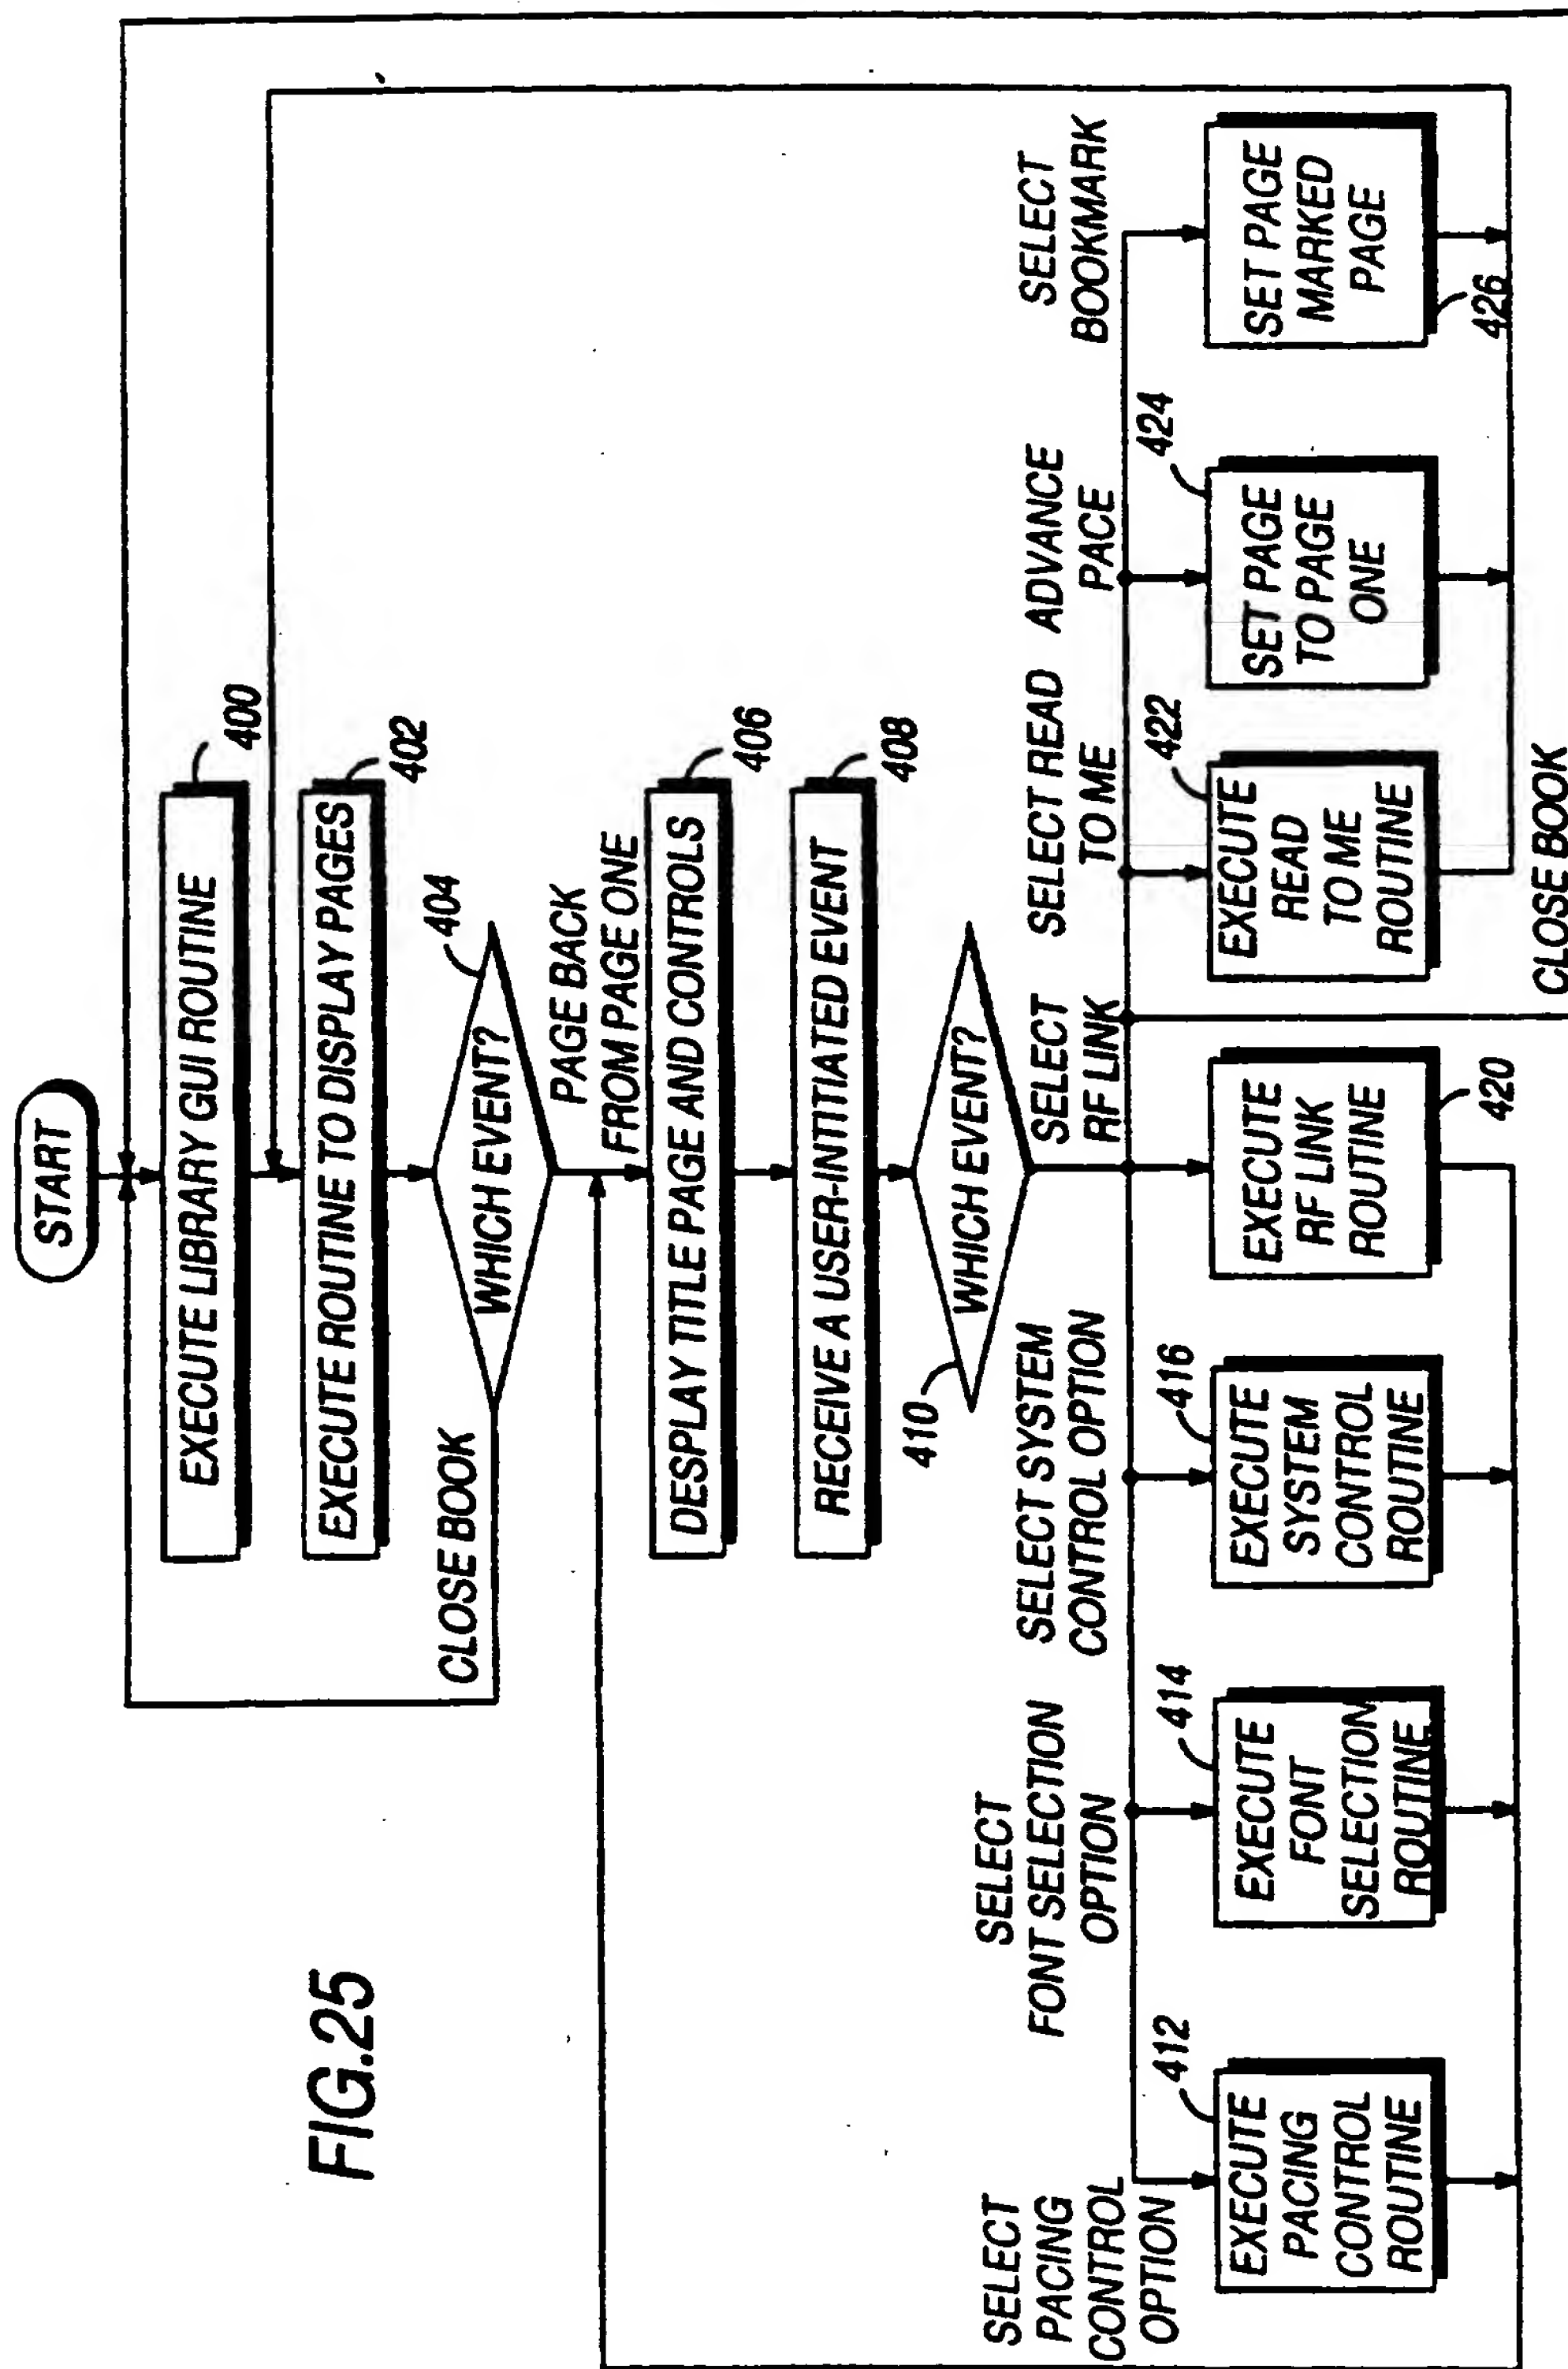 FIG.25
START
EXECUTE LIBRARY GUI ROUTINE
400
EXECUTE ROUTINE TO DISPLAY PAGES
402
WHICH EVENT?
404
CLOSE BOOK
PAGE BACK
FROM PAGE ONE
DESPLAY TITLE PAGE AND CONTROLS
406
RECEIVE A USER-INTITIATED EVENT
408
WHICH EVENT?
410
SELECT
PACING
CONTROL
OPTION
SELECT
FONT SELECTION
OPTION
SELECT SYSTEM
CONTROL OPTION
SELECT
RF LINK
SELECT READ
TO ME
ADVANCE
PACE
SELECT
BOOKMARK
EXECUTE
PACING
CONTROL
ROUTINE
412
EXECUTE
FONT
SELECTION
ROUTINE
414
EXECUTE
SYSTEM
CONTROL
ROUTINE
416
EXECUTE
RF LINK
ROUTINE
420
EXECUTE
READ
TO ME
ROUTINE
422
SET PAGE
TO PAGE
ONE
424
SET PAGE
MARKED
PAGE
426
CLOSE BOOK